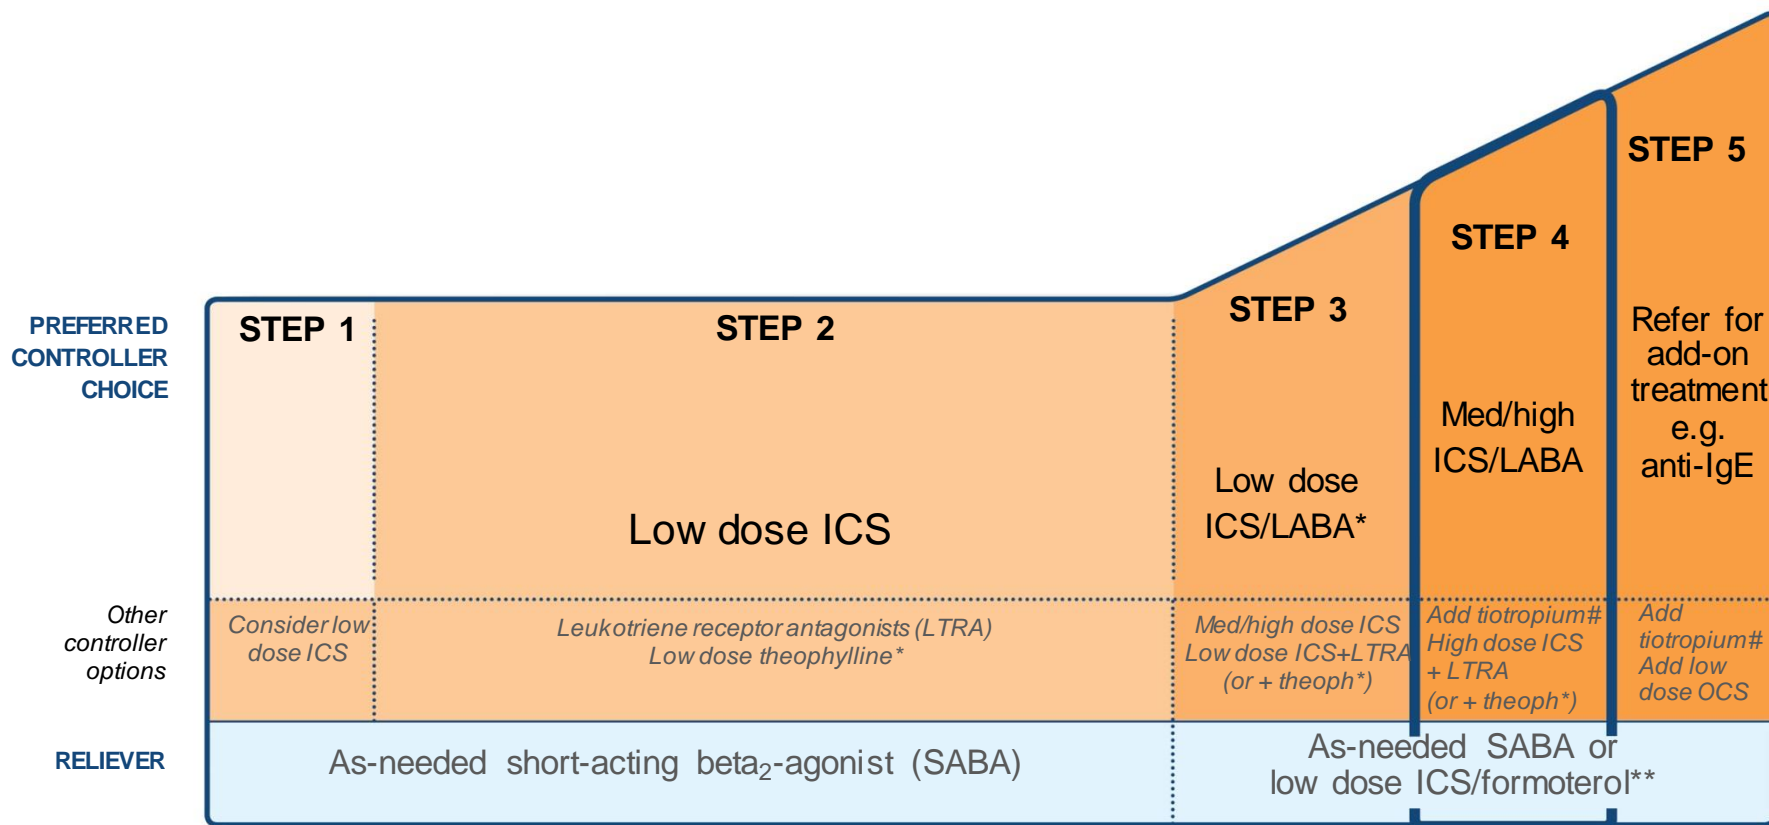 STEP 5
STEP 4
STEP 3
PREFERRED
CONTROLLER
CHOICE
STEP 1
STEP 2
Refer for
add-on
treatment
e.g.
anti-IgE
Med/high
ICS/LABA
Low dose
ICS/LABA*
Low dose ICS
Other
controller
options
Consider low
dose ICS
Leukotriene receptor antagonists (LTRA)
Low dose theophylline*
Med/high dose ICS
Low dose ICS+LTRA
(or + theoph*)
Add tiotropium#
High dose ICS
+ LTRA
(or + theoph*)
Add
tiotropium#
Add low
dose OCS
RELIEVER
As-needed short-acting beta₂-agonist (SABA)
As-needed SABA or
low dose ICS/formoterol**